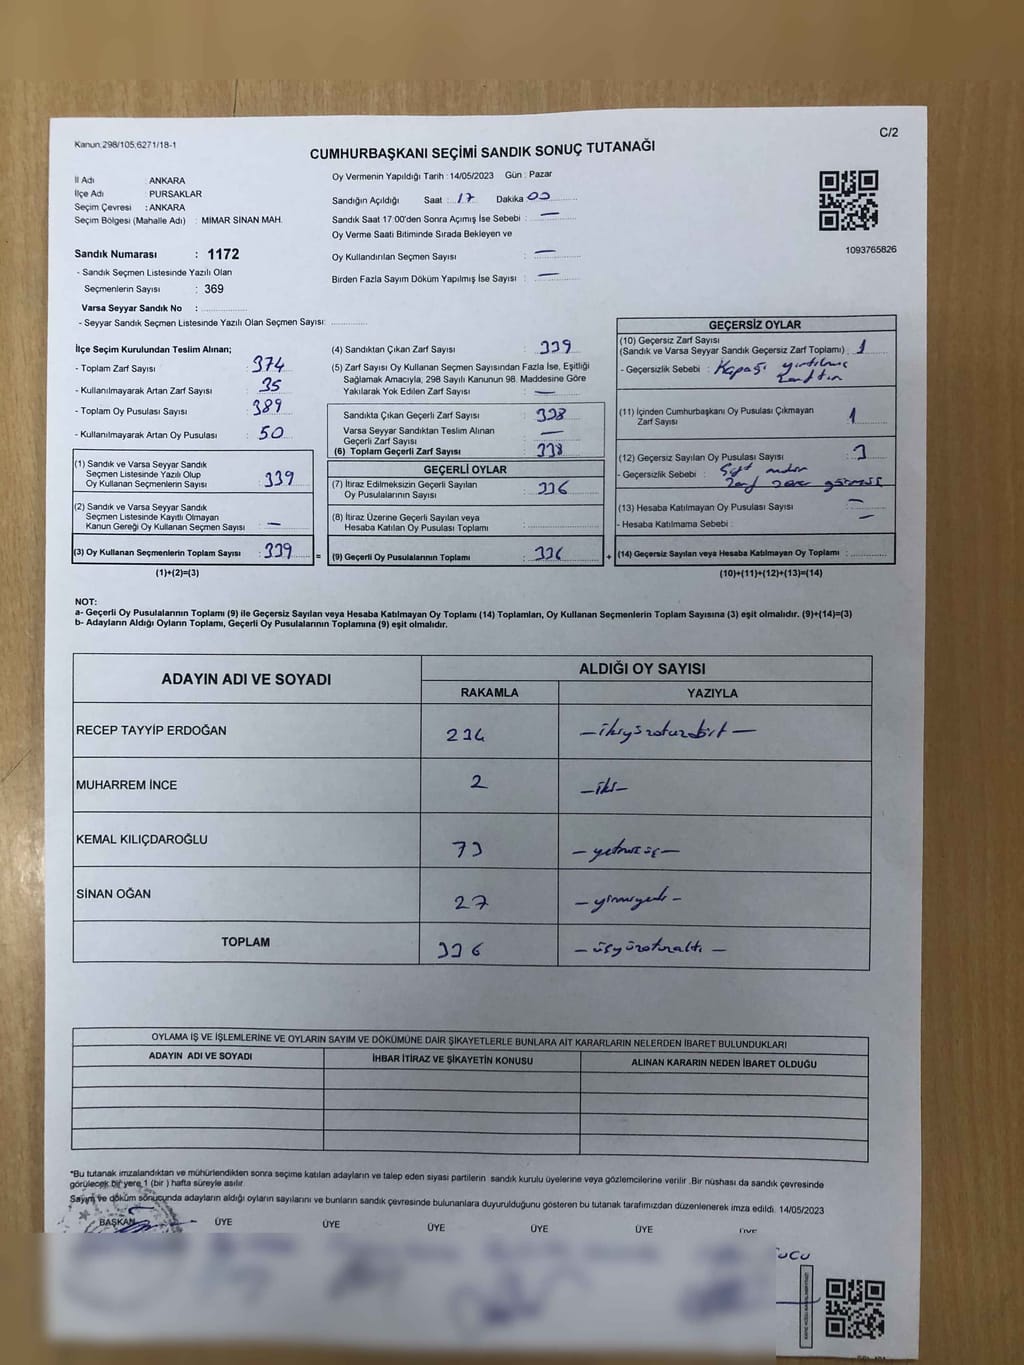 Kanun:298/105;6271/18-1
C/2
CUMHURBAŞKANI SEÇİMİ SANDIK SONUÇ TUTANAĞI
İl Adı : ANKARA
İlçe Adı : PURSAKLAR
Seçim Çevresi : ANKARA
Seçim Bölgesi (Mahalle Adı) : MİMAR SİNAN MAH.
Oy Vermenin Yapıldığı Tarih : 14/05/2023 Gün : Pazar
Sandığın Açıldığı Saat : 17 Dakika 00
Sandık Saat 17:00'den Sonra Açımış İse Sebebi : —
Oy Verme Saati Bitiminde Sırada Bekleyen ve
Oy Kullandırılan Seçmen Sayısı : —
Birden Fazla Sayım Döküm Yapılmış İse Sayısı : —
1093765826
Sandık Numarası : 1172
- Sandık Seçmen Listesinde Yazılı Olan
Seçmenlerin Sayısı : 369
Varsa Seyyar Sandık No :
- Seyyar Sandık Seçmen Listesinde Yazılı Olan Seçmen Sayısı:
İlçe Seçim Kurulundan Teslim Alınan;
- Toplam Zarf Sayısı : 374
- Kullanılmayarak Artan Zarf Sayısı : 35
- Toplam Oy Pusulası Sayısı : 389
- Kullanılmayarak Artan Oy Pusulası : 50
(1) Sandık ve Varsa Seyyar Sandık
Seçmen Listesinde Yazılı Olup
Oy Kullanan Seçmenlerin Sayısı : 339
(2) Sandık ve Varsa Seyyar Sandık
Seçmen Listesinde Kayıtlı Olmayan
Kanun Gereği Oy Kullanan Seçmen Sayısı : —
(3) Oy Kullanan Seçmenlerin Toplam Sayısı : 339 =
(1)+(2)=(3)
(4) Sandıktan Çıkan Zarf Sayısı : 339
(5) Zarf Sayısı Oy Kullanan Seçmen Sayısından Fazla İse, Eşitliği
Sağlamak Amacıyla, 298 Sayılı Kanunun 98. Maddesine Göre
Yakılarak Yok Edilen Zarf Sayısı : —
Sandıkta Çıkan Geçerli Zarf Sayısı : 338
Varsa Seyyar Sandıktan Teslim Alınan
Geçerli Zarf Sayısı : —
(6) Toplam Geçerli Zarf Sayısı : 338
GEÇERLİ OYLAR
(7) İtiraz Edilmeksizin Geçerli Sayılan
Oy Pusulalarının Sayısı : 336
(8) İtiraz Üzerine Geçerli Sayılan veya
Hesaba Katılan Oy Pusulası Toplamı :
(9) Geçerli Oy Pusulalarının Toplamı : 336 +
GEÇERSİZ OYLAR
(10) Geçersiz Zarf Sayısı
(Sandık ve Varsa Seyyar Sandık Geçersiz Zarf Toplamı) : 1
- Geçersizlik Sebebi : Kapağı yırtılmış
Zarftan
(11) İçinden Cumhurbaşkanı Oy Pusulası Çıkmayan
Zarf Sayısı : 1
(12) Geçersiz Sayılan Oy Pusulası Sayısı : 3
- Geçersizlik Sebebi :
Zarf zarar görmüş
(13) Hesaba Katılmayan Oy Pusulası Sayısı : —
- Hesaba Katılmama Sebebi : —
(14) Geçersiz Sayılan veya Hesaba Katılmayan Oy Toplamı :
(10)+(11)+(12)+(13)=(14)
NOT:
a- Geçerli Oy Pusulalarının Toplamı (9) ile Geçersiz Sayılan veya Hesaba Katılmayan Oy Toplamı (14) Toplamları, Oy Kullanan Seçmenlerin Toplam Sayısına (3) eşit olmalıdır. (9)+(14)=(3)
b- Adayların Aldığı Oyların Toplamı, Geçerli Oy Pusulalarının Toplamına (9) eşit olmalıdır.
ADAYIN ADI VE SOYADI ALDIĞI OY SAYISI
RAKAMLA YAZIYLA
RECEP TAYYİP ERDOĞAN 234 —ikiyüzotuzdört—
MUHARREM İNCE 2 —iki—
KEMAL KILIÇDAROĞLU 73 —yetmişüç—
SİNAN OĞAN 27 —yirmiyedi—
TOPLAM 336 —üçyüzotuzaltı—
OYLAMA İŞ VE İŞLEMLERİNE VE OYLARIN SAYIM VE DÖKÜMÜNE DAİR ŞİKAYETLERLE BUNLARA AİT KARARLARIN NELERDEN İBARET BULUNDUKLARI
ADAYIN ADI VE SOYADI İHBAR İTİRAZ VE ŞİKAYETİN KONUSU ALINAN KARARIN NEDEN İBARET OLDUĞU
*Bu tutanak imzalandıktan ve mühürlendikten sonra seçime katılan adayların ve talep eden siyasi partilerin sandık kurulu üyelerine veya gözlemcilerine verilir .Bir nüshası da sandık çevresinde
görülecek bir yere 1 (bir ) hafta süreyle asılır.
Sayım ve döküm sonucunda adayların aldığı oyların sayılarını ve bunların sandık çevresinde bulunanlara duyurulduğunu gösteren bu tutanak tarafımızdan düzenlenerek imza edildi. 14/05/2023
BAŞKAN ÜYE ÜYE ÜYE ÜYE ÜYE ÜYE